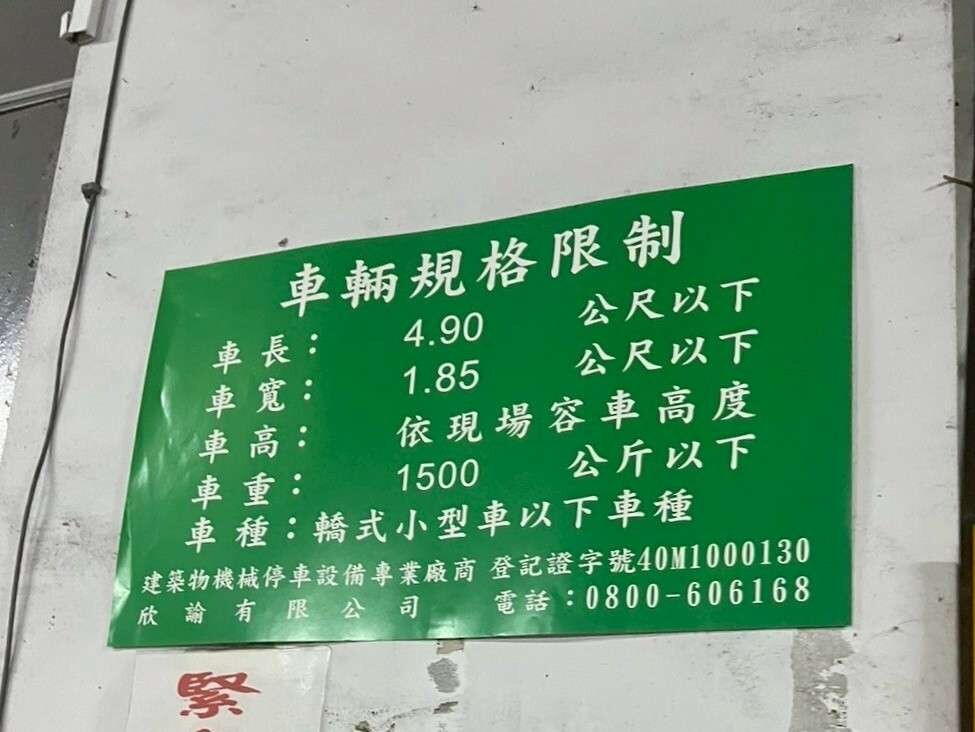 車輛規格限制
車長： 4.90 公尺以下
車寬： 1.85 公尺以下
車高： 依現場容車高度
車重： 1500 公斤以下
車種：轎式小型車以下車種
建築物機械停車設備專業廠商 登記證字號40M1000130
欣諭有限公司 電話：0800-606168
緊